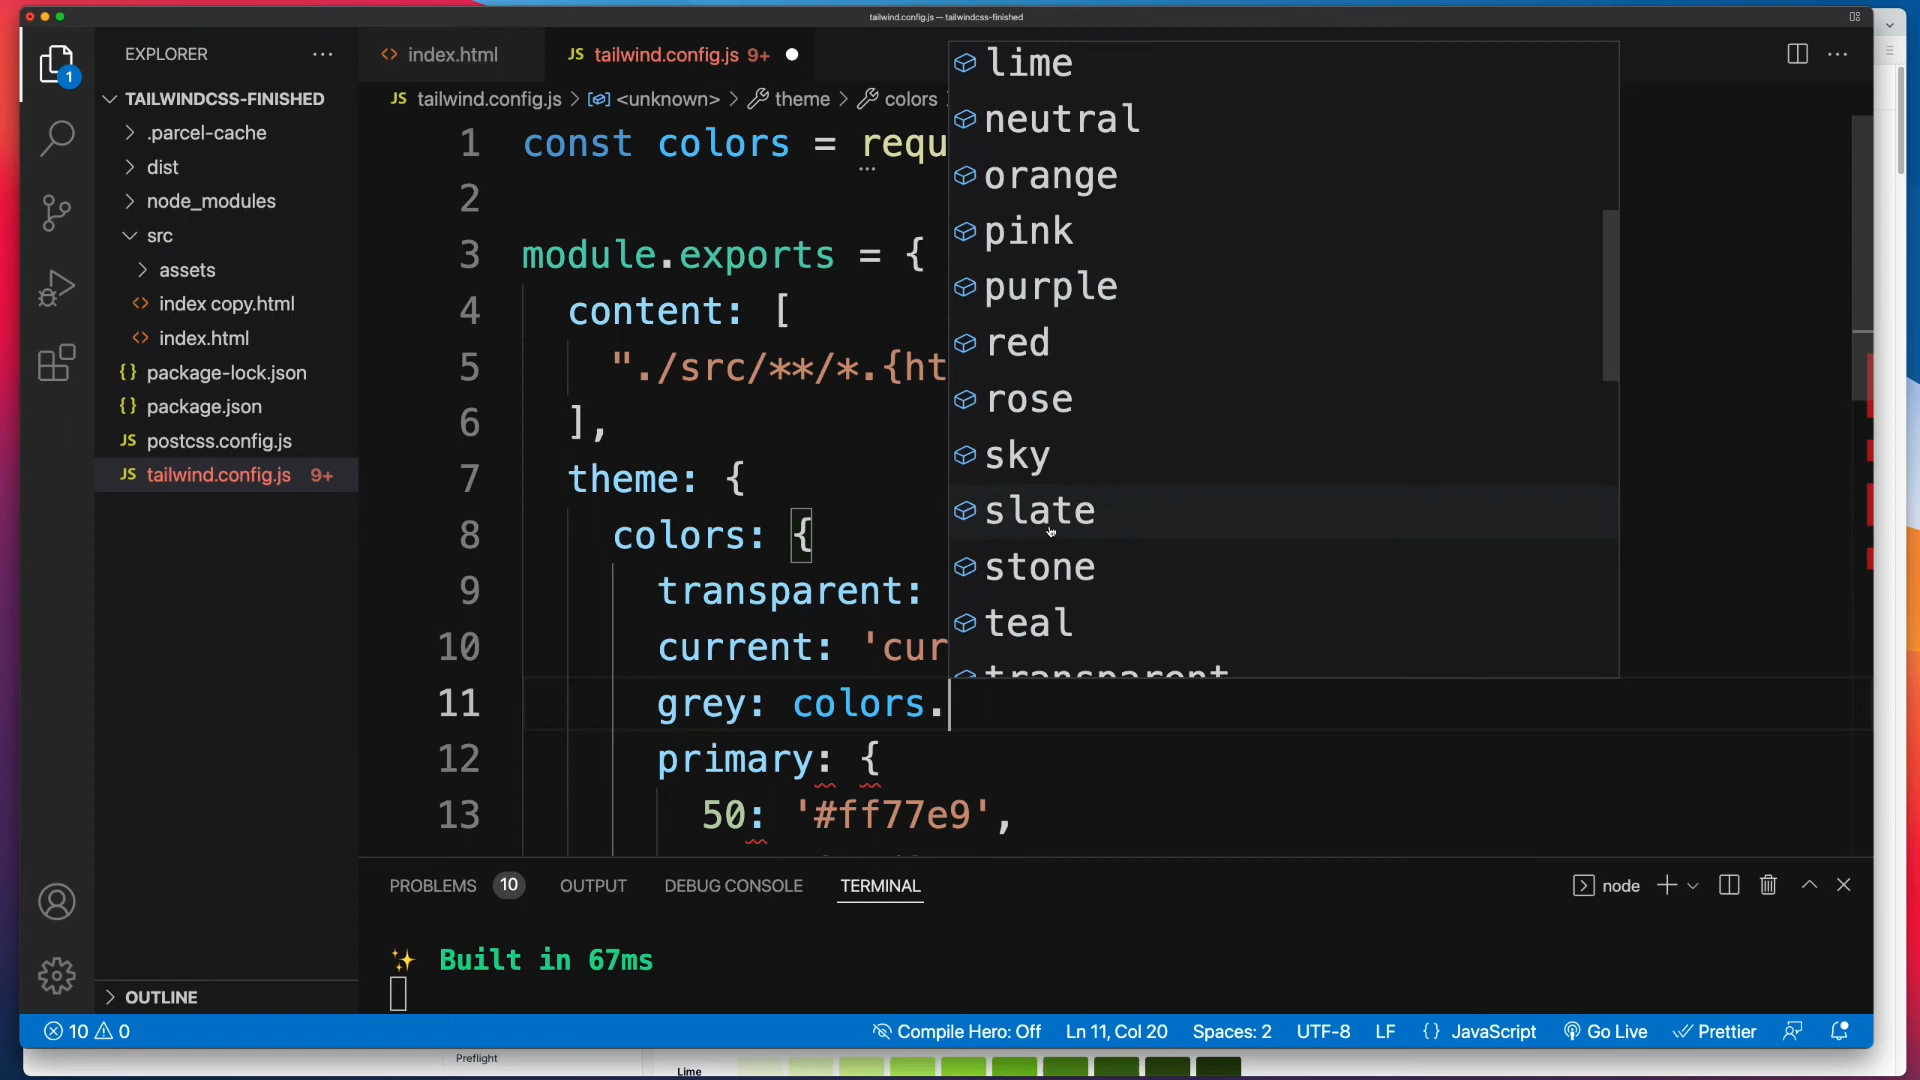 tailwind.config.js — tailwindcss-finished
EXPLORER
1
TAILWINDCSS-FINISHED
.parcel-cache
dist
node_modules
src
assets
index copy.html
index.html
package-lock.json
package.json
postcss.config.js
tailwind.config.js 9+
OUTLINE
index.html
tailwind.config.js 9+
tailwind.config.js > <unknown> > theme > colors
1 const colors = requ
2
3 module.exports = {
4 content: [
5 "./src/**/*.{ht
6 ],
7 theme: {
8 colors: {
9 transparent:
10 current: 'cur
11 grey: colors.
12 primary: {
13 50: '#ff77e9',
lime
neutral
orange
pink
purple
red
rose
sky
slate
stone
teal
transparent
PROBLEMS 10 OUTPUT DEBUG CONSOLE TERMINAL
node
Built in 67ms
10 0
Compile Hero: Off Ln 11, Col 20 Spaces: 2 UTF-8 LF {} JavaScript Go Live Prettier
Preflight
Lime